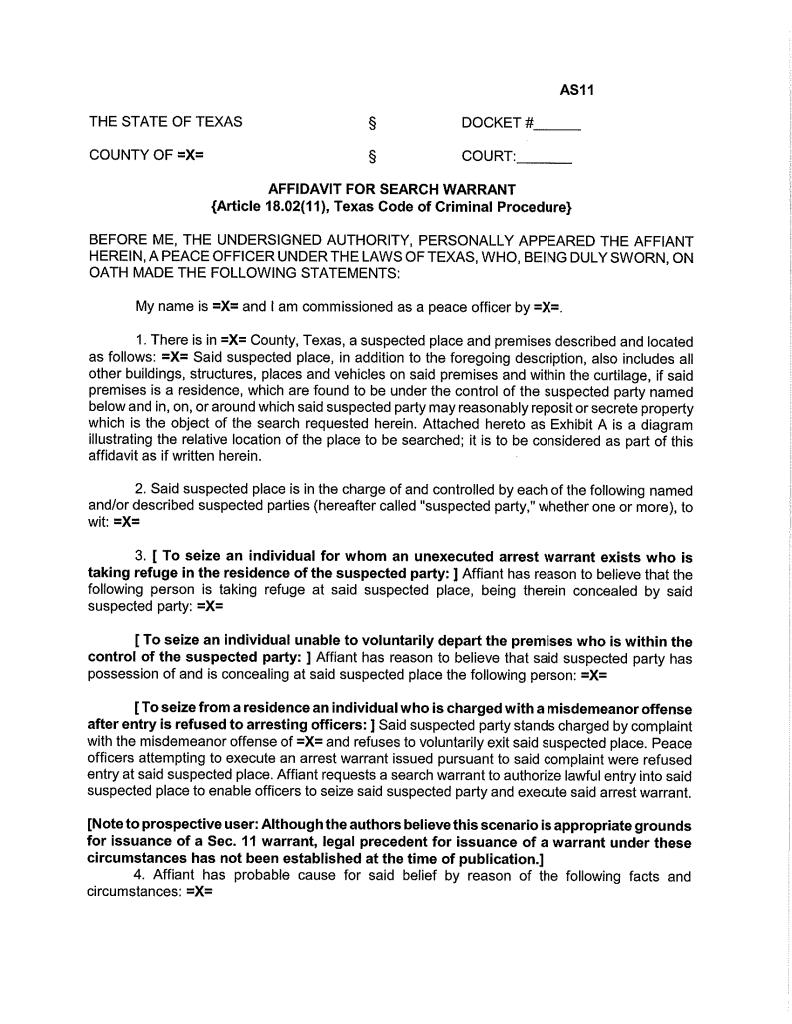 AS11
THE STATE OF TEXAS § DOCKET #______
COUNTY OF =X= § COURT:_______
AFFIDAVIT FOR SEARCH WARRANT
{Article 18.02(11), Texas Code of Criminal Procedure}
BEFORE ME, THE UNDERSIGNED AUTHORITY, PERSONALLY APPEARED THE AFFIANT
HEREIN, A PEACE OFFICER UNDER THE LAWS OF TEXAS, WHO, BEING DULY SWORN, ON
OATH MADE THE FOLLOWING STATEMENTS:
My name is =X= and I am commissioned as a peace officer by =X=.
1. There is in =X= County, Texas, a suspected place and premises described and located
as follows: =X= Said suspected place, in addition to the foregoing description, also includes all
other buildings, structures, places and vehicles on said premises and within the curtilage, if said
premises is a residence, which are found to be under the control of the suspected party named
below and in, on, or around which said suspected party may reasonably reposit or secrete property
which is the object of the search requested herein. Attached hereto as Exhibit A is a diagram
illustrating the relative location of the place to be searched; it is to be considered as part of this
affidavit as if written herein.
2. Said suspected place is in the charge of and controlled by each of the following named
and/or described suspected parties (hereafter called "suspected party," whether one or more), to
wit: =X=
3. [ To seize an individual for whom an unexecuted arrest warrant exists who is
taking refuge in the residence of the suspected party: ] Affiant has reason to believe that the
following person is taking refuge at said suspected place, being therein concealed by said
suspected party: =X=
[ To seize an individual unable to voluntarily depart the premises who is within the
control of the suspected party: ] Affiant has reason to believe that said suspected party has
possession of and is concealing at said suspected place the following person: =X=
[ To seize from a residence an individual who is charged with a misdemeanor offense
after entry is refused to arresting officers: ] Said suspected party stands charged by complaint
with the misdemeanor offense of =X= and refuses to voluntarily exit said suspected place. Peace
officers attempting to execute an arrest warrant issued pursuant to said complaint were refused
entry at said suspected place. Affiant requests a search warrant to authorize lawful entry into said
suspected place to enable officers to seize said suspected party and execute said arrest warrant.
[Note to prospective user: Although the authors believe this scenario is appropriate grounds
for issuance of a Sec. 11 warrant, legal precedent for issuance of a warrant under these
circumstances has not been established at the time of publication.]
4. Affiant has probable cause for said belief by reason of the following facts and
circumstances: =X=